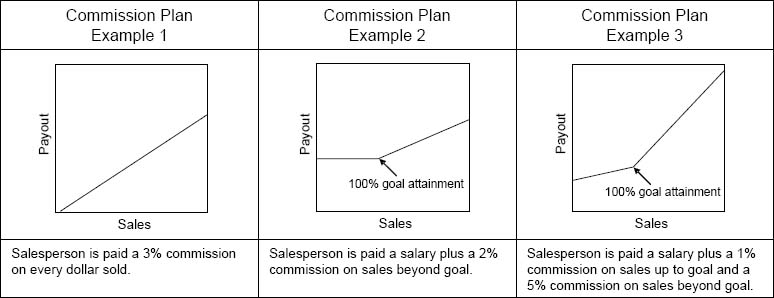 Commission Plan
Example 1
Payout
Sales
Salesperson is paid a 3% commission
on every dollar sold.
Commission Plan
Example 2
Payout
100% goal attainment
Sales
Salesperson is paid a salary plus a 2%
commission on sales beyond goal.
Commission Plan
Example 3
Payout
100% goal attainment
Sales
Salesperson is paid a salary plus a 1%
commission on sales up to goal and a
5% commission on sales beyond goal.